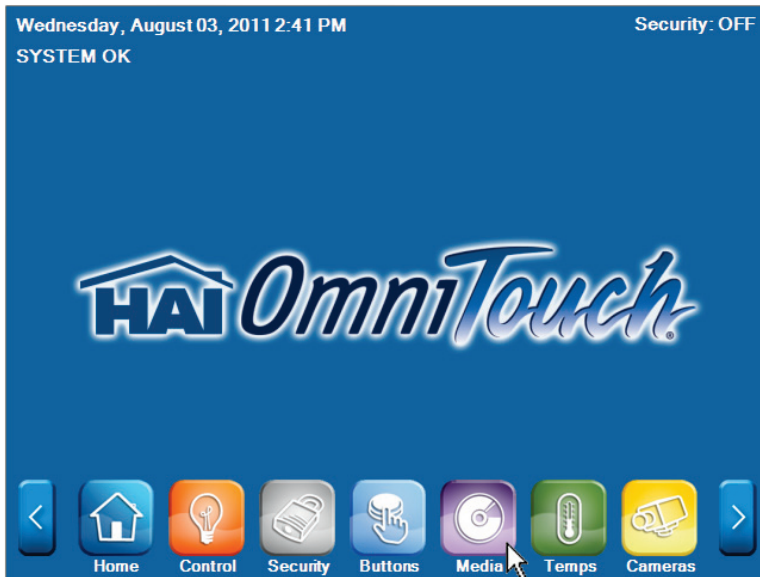 Wednesday, August 03, 2011 2:41 PM
Security: OFF
SYSTEM OK
HAI OmniTouch®
Home
Control
Security
Buttons
Media
Temps
Cameras